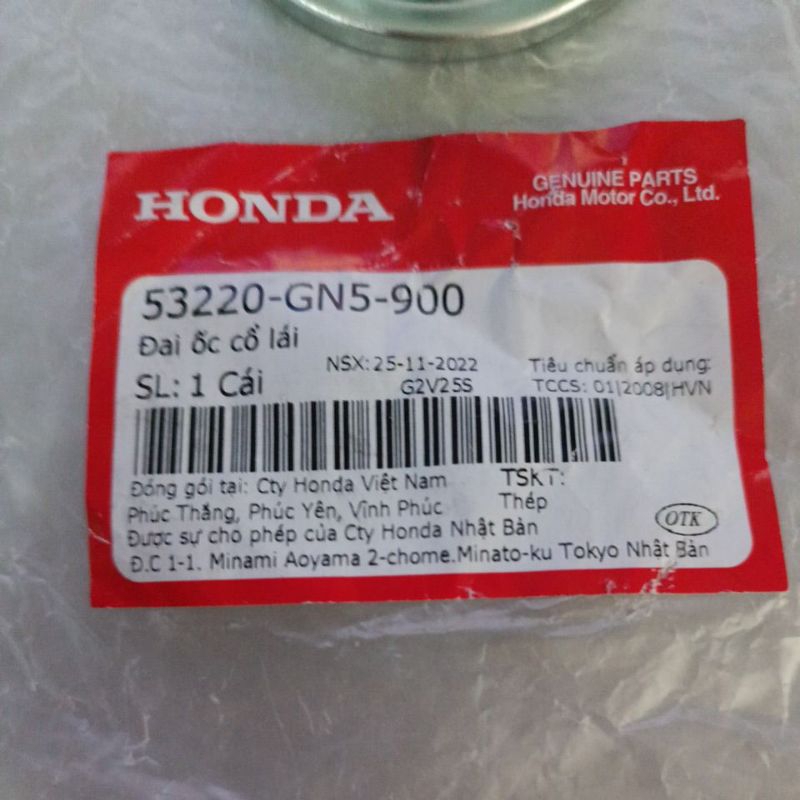 HONDA
GENUINE PARTS
Honda Motor Co., Ltd.
53220-GN5-900
Đai ốc cổ lái
SL: 1 Cái
NSX: 25-11-2022
G2V25S
Tiêu chuẩn áp dụng:
TCCS: 01|2008|HVN
Đóng gói tại: Cty Honda Việt Nam
Phúc Thắng, Phúc Yên, Vĩnh Phúc
TSKT:
Thép
Được sự cho phép của Cty Honda Nhật Bản
Đ.C 1-1. Minami Aoyama 2-chome.Minato-ku Tokyo Nhật Bản
OTK